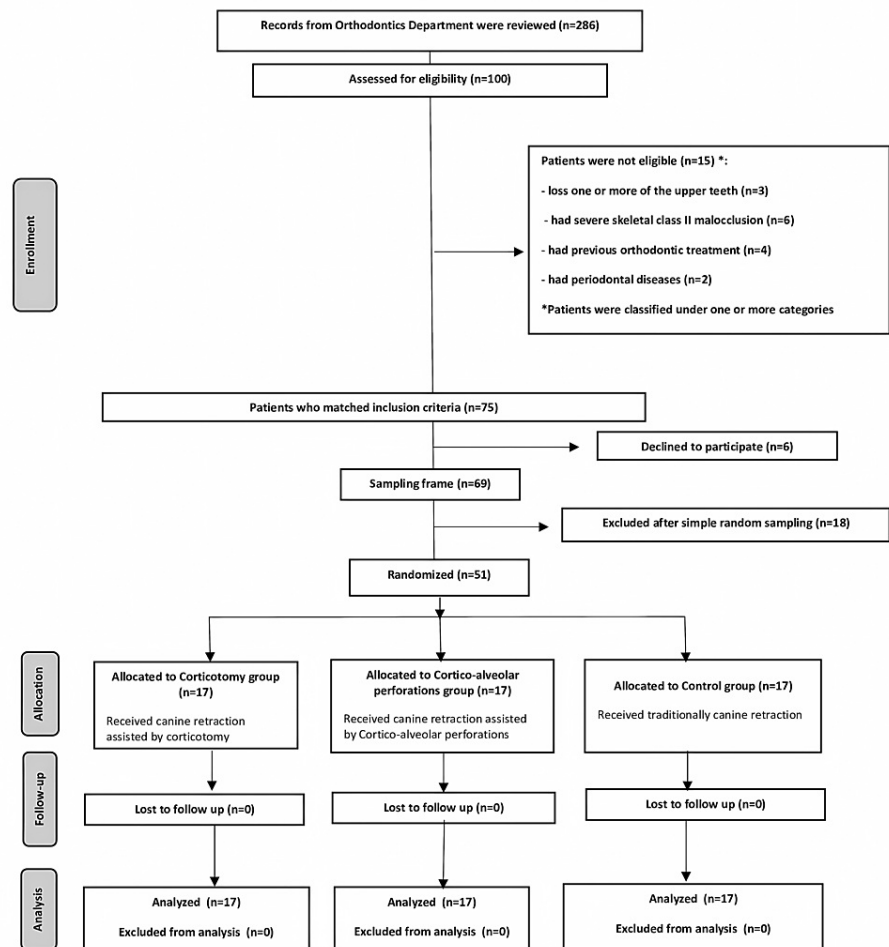 Records from Orthodontics Department were reviewed (n=286)
Assessed for eligibility (n=100)
Enrollment
Patients were not eligible (n=15) *:
- loss one or more of the upper teeth (n=3)
- had severe skeletal class II malocclusion (n=6)
- had previous orthodontic treatment (n=4)
- had periodontal diseases (n=2)
*Patients were classified under one or more categories
Patients who matched inclusion criteria (n=75)
Declined to participate (n=6)
Sampling frame (n=69)
Excluded after simple random sampling (n=18)
Randomized (n=51)
Allocation
Allocated to Corticotomy group
(n=17)
Received canine retraction
assisted by corticotomy
Allocated to Cortico-alveolar
perforations group (n=17)
Received canine retraction assisted
by Cortico-alveolar perforations
Allocated to Control group (n=17)
Received traditionally canine retraction
Follow-up
Lost to follow up (n=0)
Lost to follow up (n=0)
Lost to follow up (n=0)
Analysis
Analyzed (n=17)
Excluded from analysis (n=0)
Analyzed (n=17)
Excluded from analysis (n=0)
Analyzed (n=17)
Excluded from analysis (n=0)